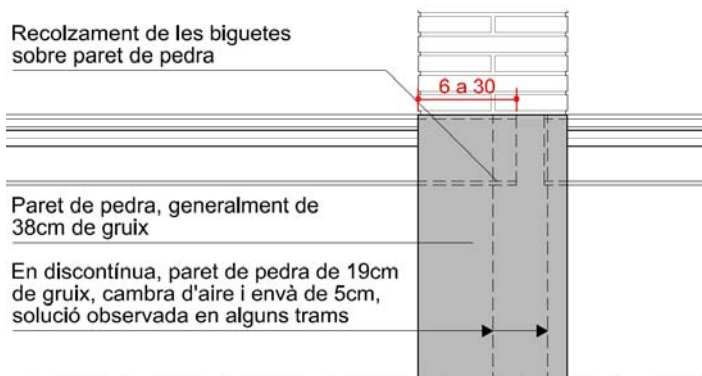 Recolzament de les biguetes
sobre paret de pedra
6 a 30
Paret de pedra, generalment de
38cm de gruix
En discontínua, paret de pedra de 19cm
de gruix, cambra d'aire i envà de 5cm,
solució observada en alguns trams